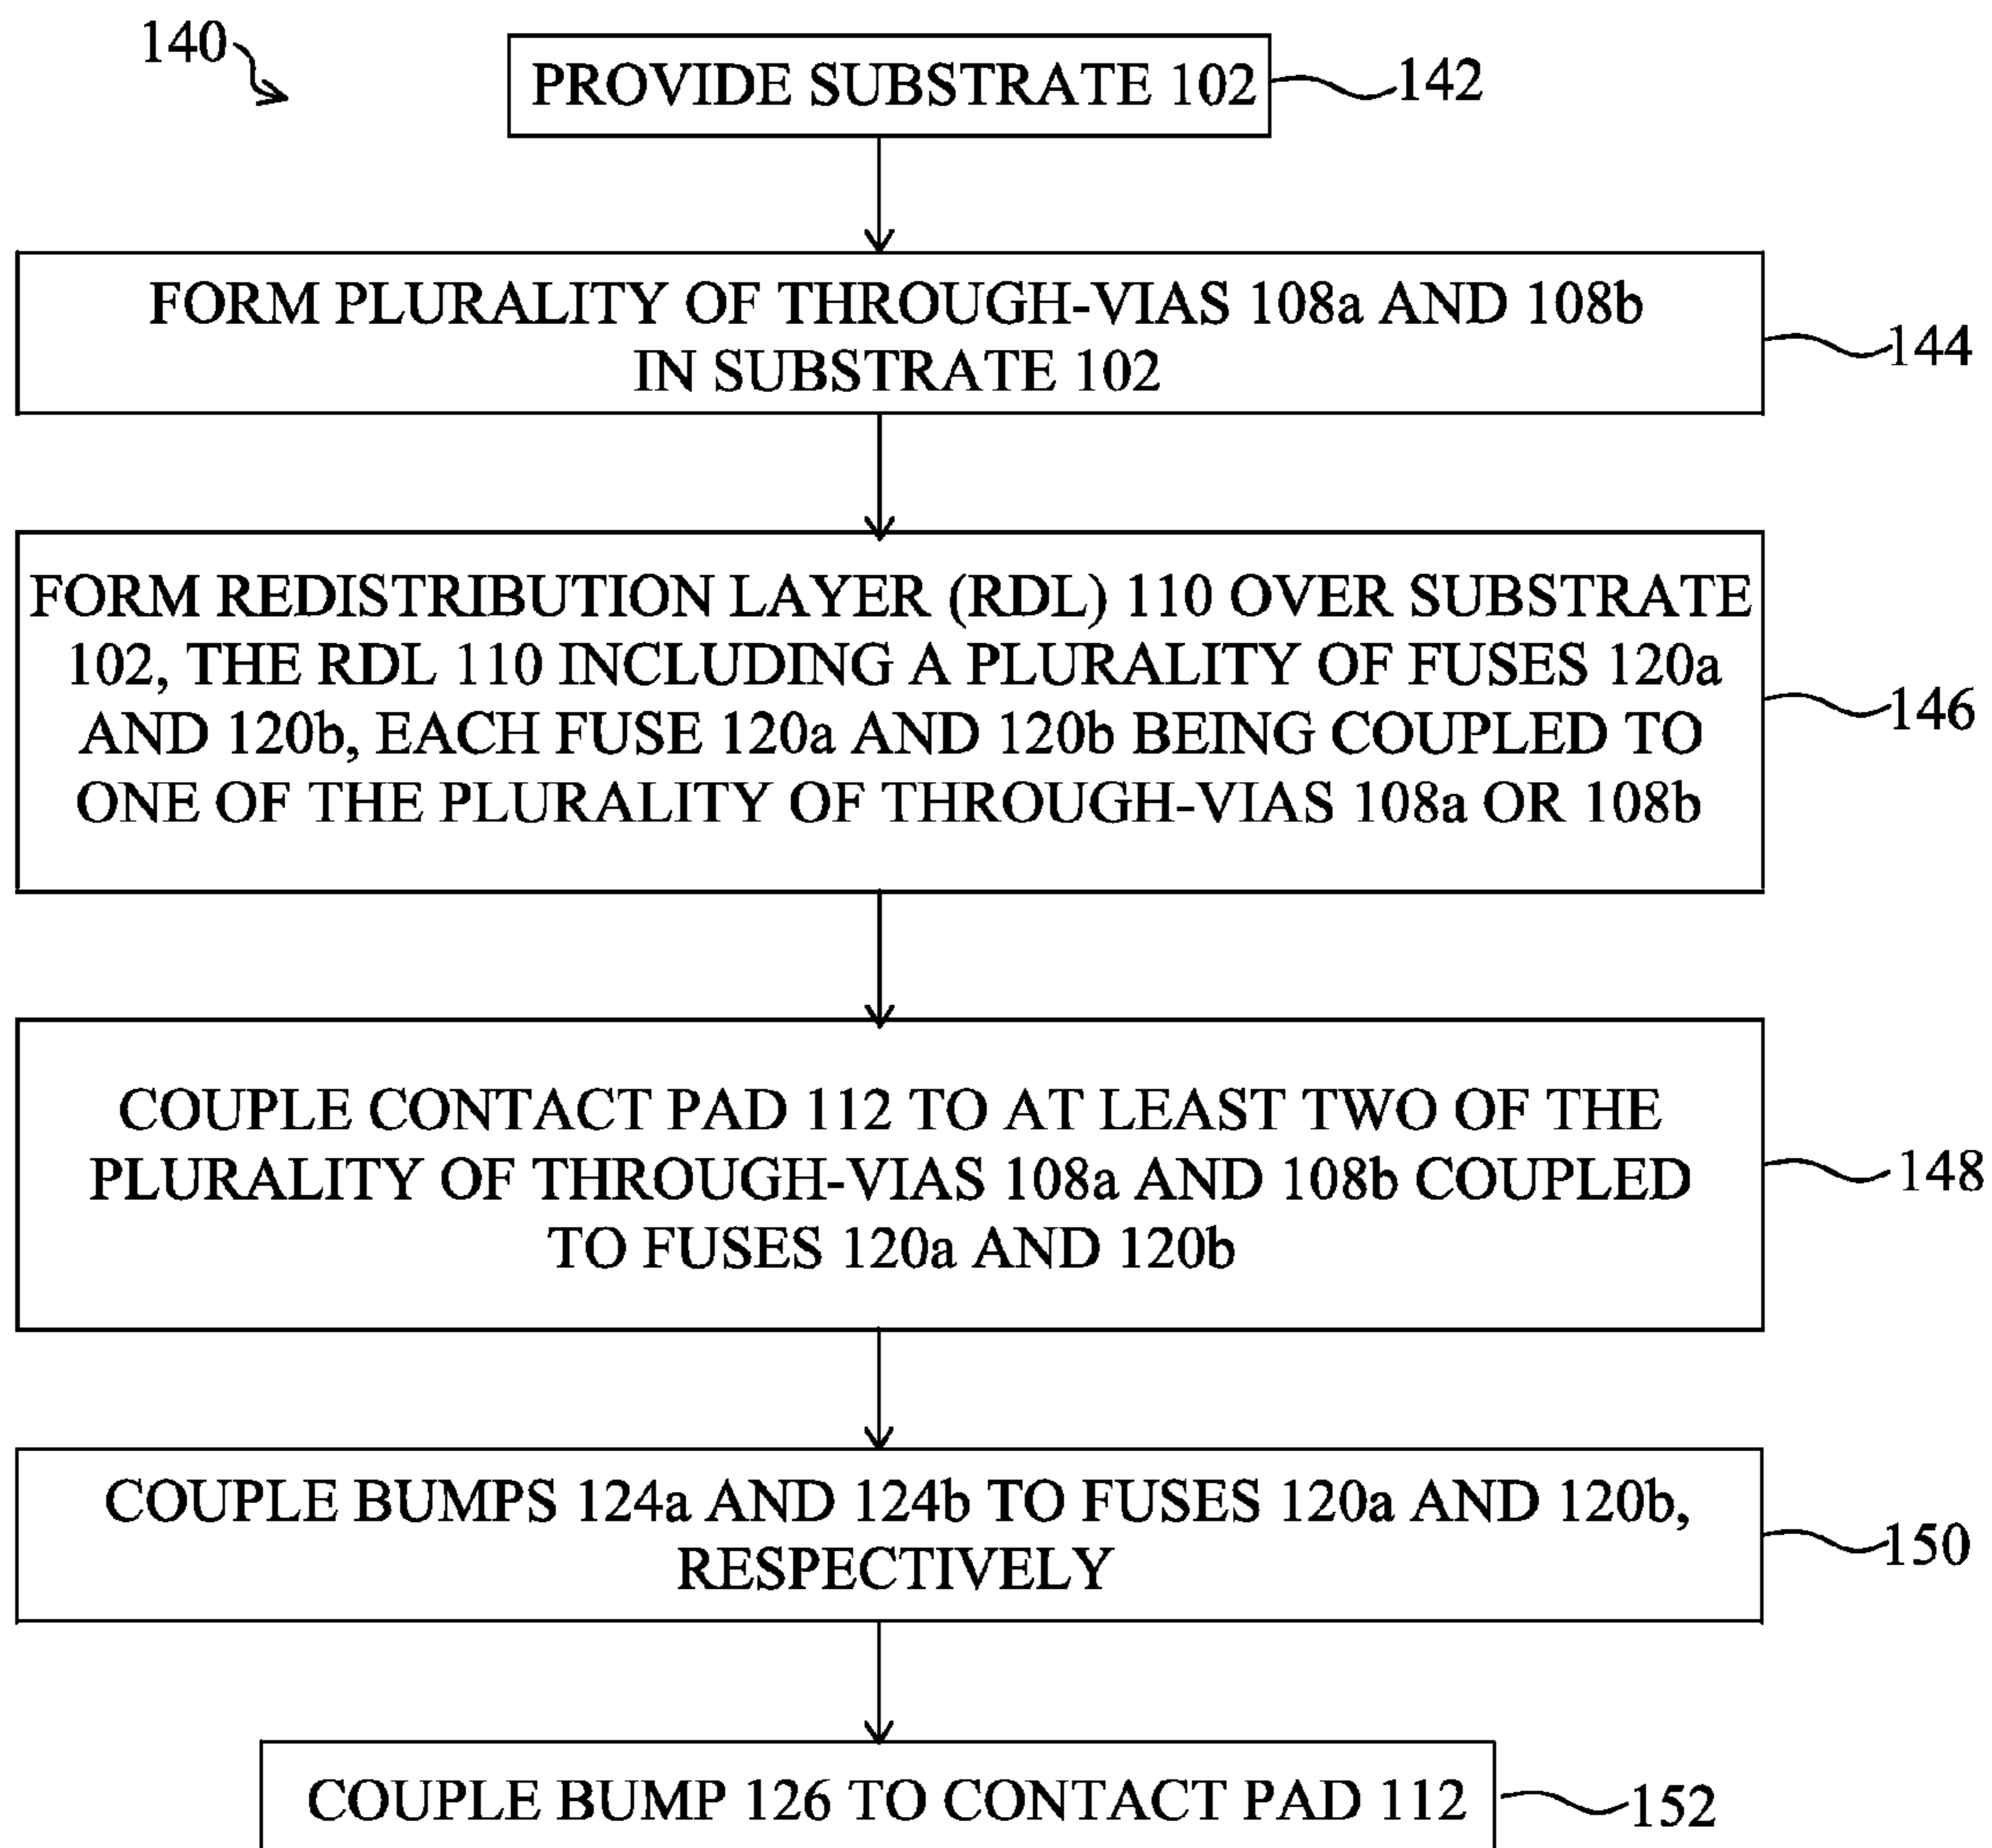 140
PROVIDE SUBSTRATE 102
142
FORM PLURALITY OF THROUGH-VIAS 108a AND 108b
IN SUBSTRATE 102
144
FORM REDISTRIBUTION LAYER (RDL) 110 OVER SUBSTRATE
102, THE RDL 110 INCLUDING A PLURALITY OF FUSES 120a
AND 120b, EACH FUSE 120a AND 120b BEING COUPLED TO
ONE OF THE PLURALITY OF THROUGH-VIAS 108a OR 108b
146
COUPLE CONTACT PAD 112 TO AT LEAST TWO OF THE
PLURALITY OF THROUGH-VIAS 108a AND 108b COUPLED
TO FUSES 120a AND 120b
148
COUPLE BUMPS 124a AND 124b TO FUSES 120a AND 120b,
RESPECTIVELY
150
COUPLE BUMP 126 TO CONTACT PAD 112
152